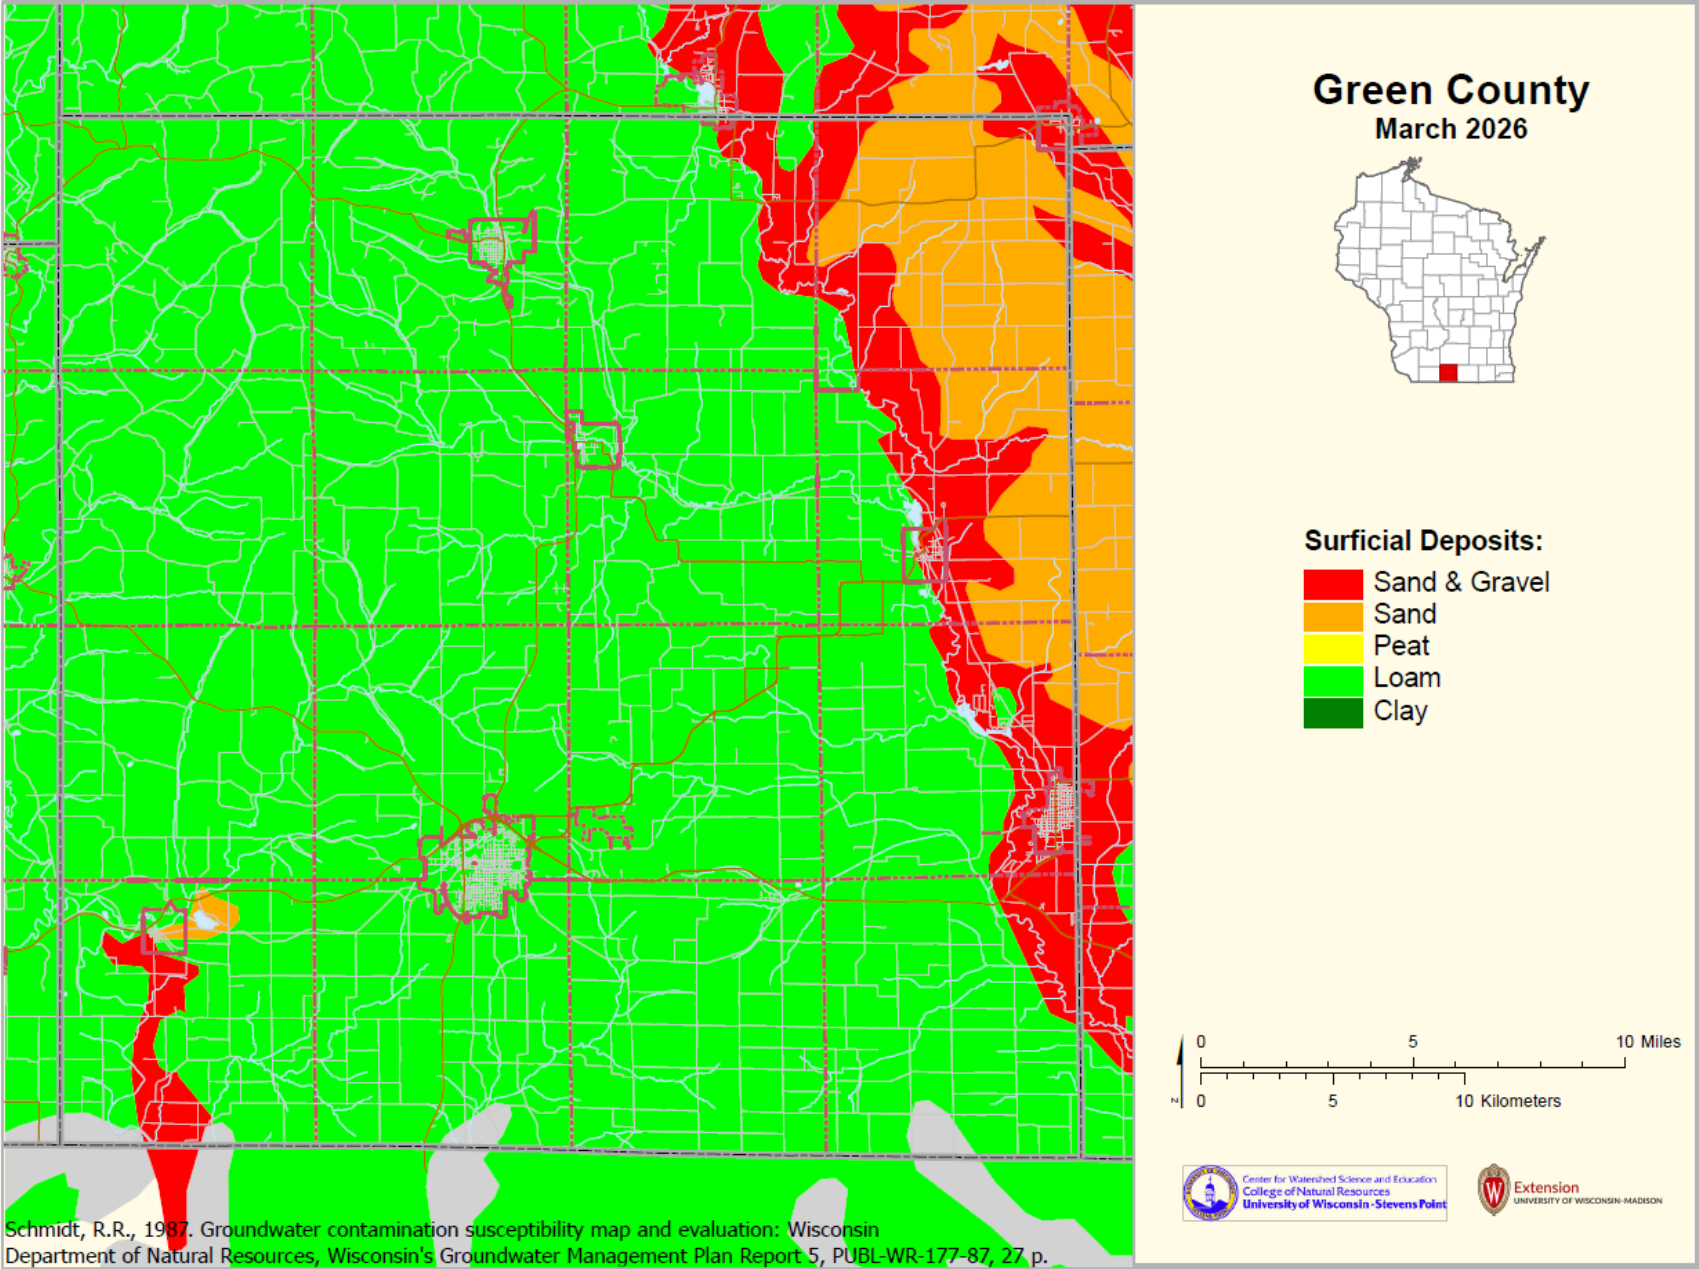 Green County
March 2026
Surficial Deposits:
Sand & Gravel
Sand
Peat
Loam
Clay
0 5 10 Miles
0 5 10 Kilometers
N
Center for Watershed Science and Education
College of Natural Resources
University of Wisconsin - Stevens Point
W
Extension
UNIVERSITY OF WISCONSIN-MADISON
Schmidt, R.R., 1987. Groundwater contamination susceptibility map and evaluation: Wisconsin
Department of Natural Resources, Wisconsin's Groundwater Management Plan Report 5, PUBL-WR-177-87, 27 p.